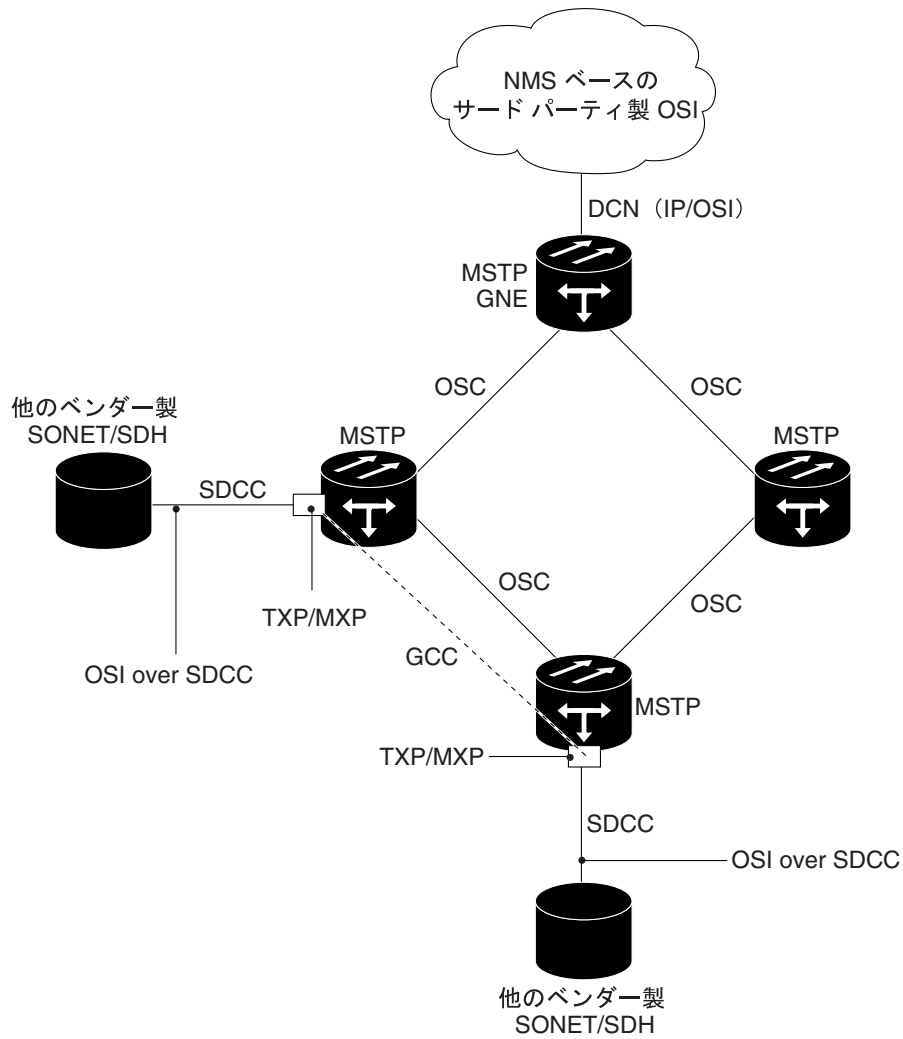 NMS ベースの
サード パーティ製 OSI
DCN（IP/OSI）
MSTP
GNE
OSC
OSC
他のベンダー製
SONET/SDH
MSTP
MSTP
SDCC
OSC
OSC
TXP/MXP
GCC
OSI over SDCC
MSTP
TXP/MXP
SDCC
OSI over SDCC
他のベンダー製
SONET/SDH